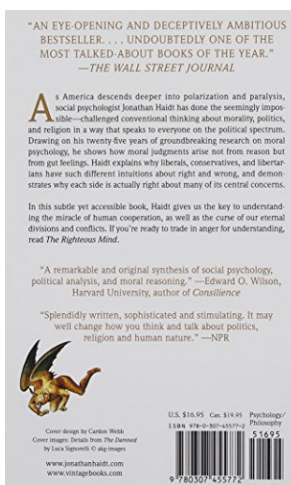 "AN EYE-OPENING AND DECEPTIVELY AMBITIOUS
BESTSELLER. . . . UNDOUBTEDLY ONE OF THE
MOST TALKED-ABOUT BOOKS OF THE YEAR."
—THE WALL STREET JOURNAL
As America descends deeper into polarization and paralysis,
social psychologist Jonathan Haidt has done the seemingly impos-
sible—challenged conventional thinking about morality, politics,
and religion in a way that speaks to everyone on the political spectrum.
Drawing on his twenty-five years of groundbreaking research on moral
psychology, he shows how moral judgments arise not from reason but
from gut feelings. Haidt explains why liberals, conservatives, and libertar-
ians have such different intuitions about right and wrong, and demon-
strates why each side is actually right about many of its central concerns.
In this subtle yet accessible book, Haidt gives us the key to understand-
ing the miracle of human cooperation, as well as the curse of our eternal
divisions and conflicts. If you're ready to trade in anger for understanding,
read The Righteous Mind.
"A remarkable and original synthesis of social psychology,
political analysis, and moral reasoning." —Edward O. Wilson,
Harvard University, author of Consilience
"Splendidly written, sophisticated and stimulating. It may
well change how you think and talk about politics,
religion and human nature." —NPR
U.S. $16.95 Can. $19.95 Psychology/
Philosophy
ISBN 978-0-307-45577-2
51695
9 780307 455772
Cover design by Cardon Webb
Cover images: Details from The Damned
by Luca Signorelli © akg-images
www.jonathanhaidt.com
www.vintagebooks.com